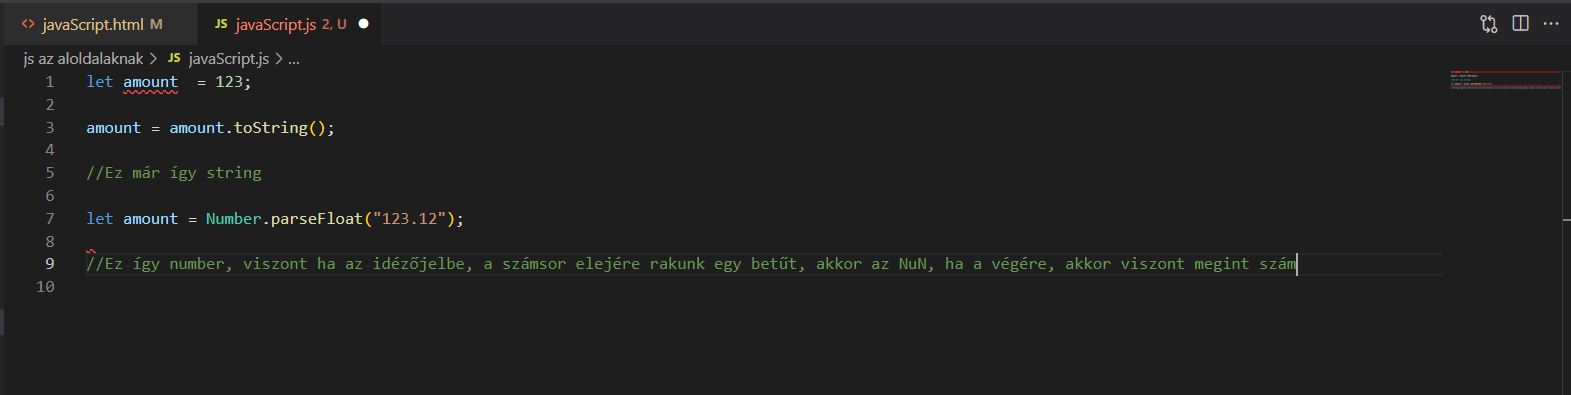 <> javaScript.html M JS javaScript.js 2, U
js az aloldalaknak > JS javaScript.js > ...
1 let amount  = 123;
2
3 amount = amount.toString();
4
5 //Ez már így string
6
7 let amount = Number.parseFloat("123.12");
8
9 //Ez így number, viszont ha az idézőjelbe, a számsor elejére rakunk egy betűt, akkor az NuN, ha a végére, akkor viszont megint szám
10